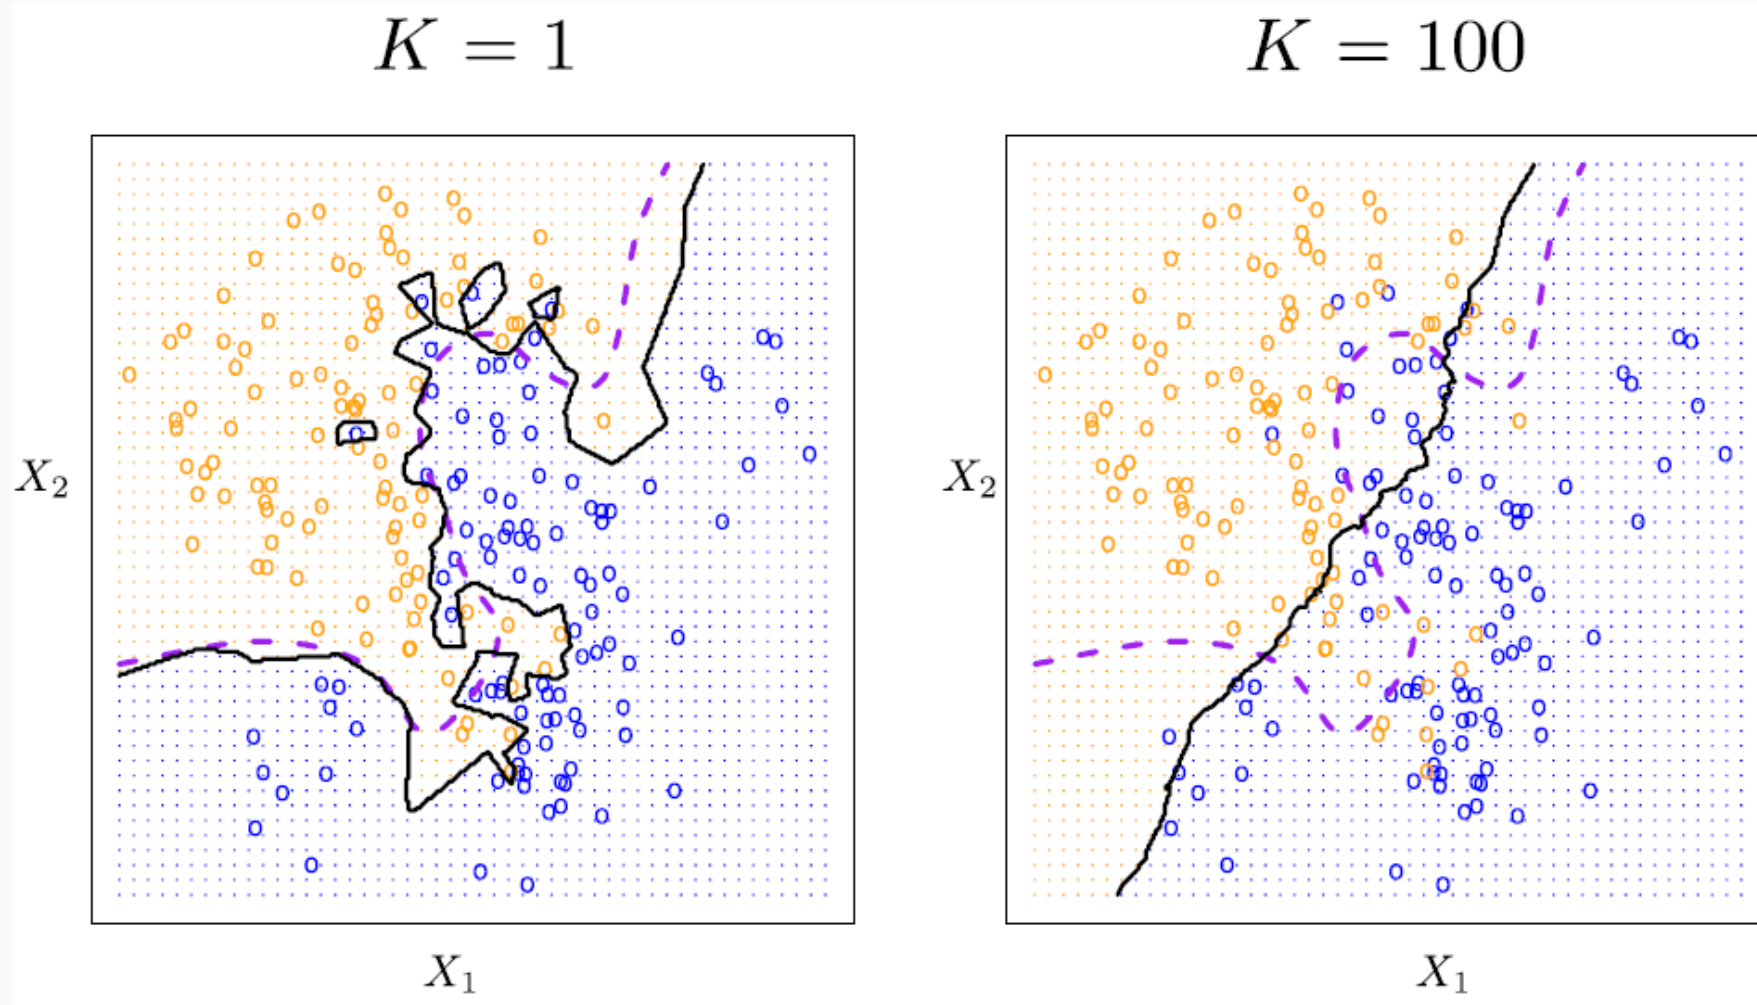 K = 1
K = 100
X₂
X₂
X₁
X₁